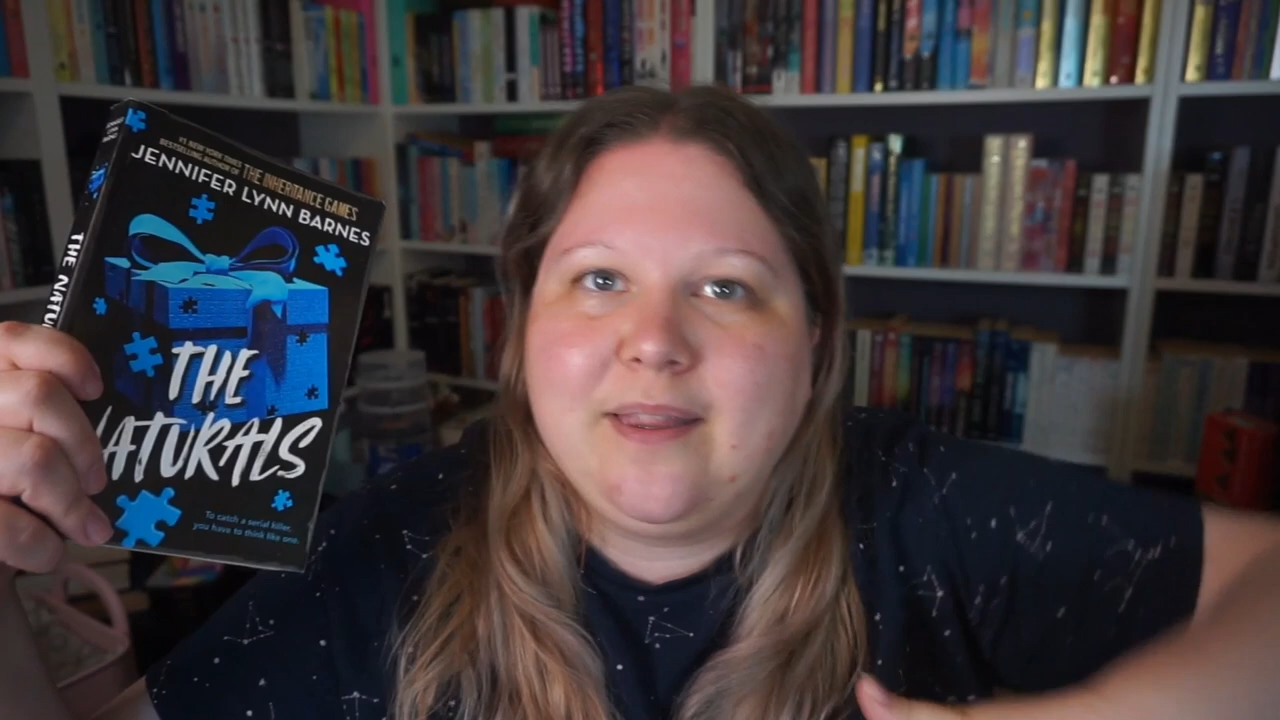 #1 NEW YORK TIMES
BESTSELLING AUTHOR OF THE INHERITANCE GAMES
JENNIFER LYNN BARNES
THE
NATURALS
To catch a serial killer,
you have to think like one.
THE NATU